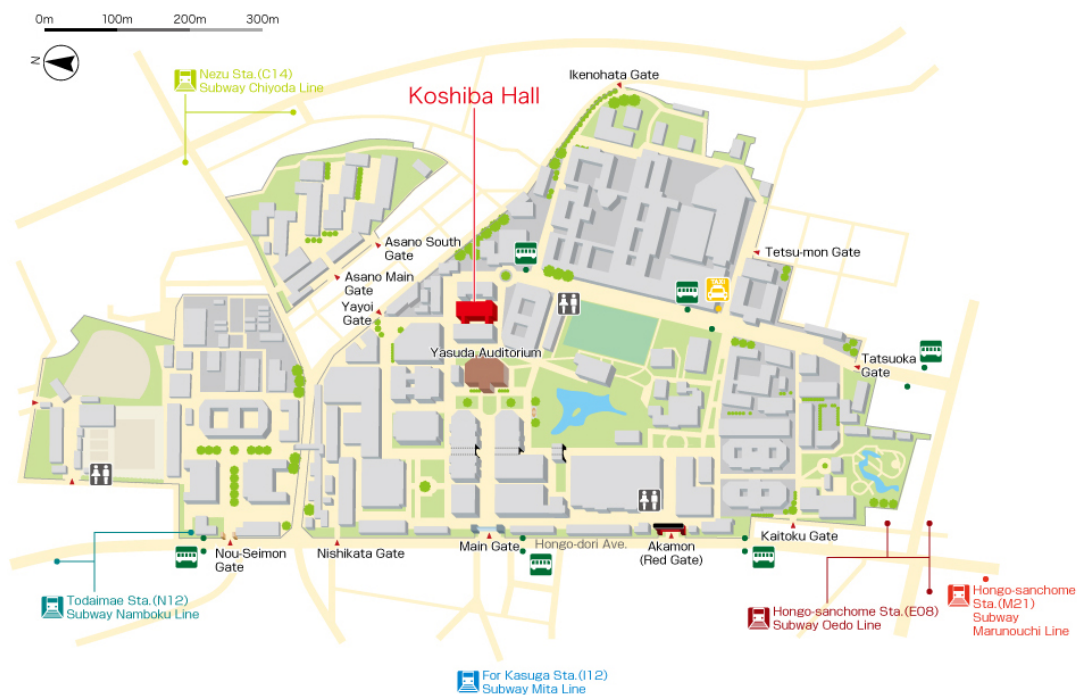 0m 100m 200m 300m
N
Nezu Sta.(C14)
Subway Chiyoda Line
Ikenohata Gate
Koshiba Hall
Asano South
Gate
Tetsu-mon Gate
Asano Main
Gate
TAXI
Yayoi
Gate
Yasuda Auditorium
Tatsuoka
Gate
Nou-Seimon
Gate
Nishikata Gate
Main Gate
Hongo-dori Ave.
Akamon
(Red Gate)
Kaitoku Gate
Todaimae Sta.(N12)
Subway Namboku Line
Hongo-sanchome Sta.(E08)
Subway Oedo Line
Hongo-sanchome
Sta.(M21)
Subway
Marunouchi Line
For Kasuga Sta.(I12)
Subway Mita Line